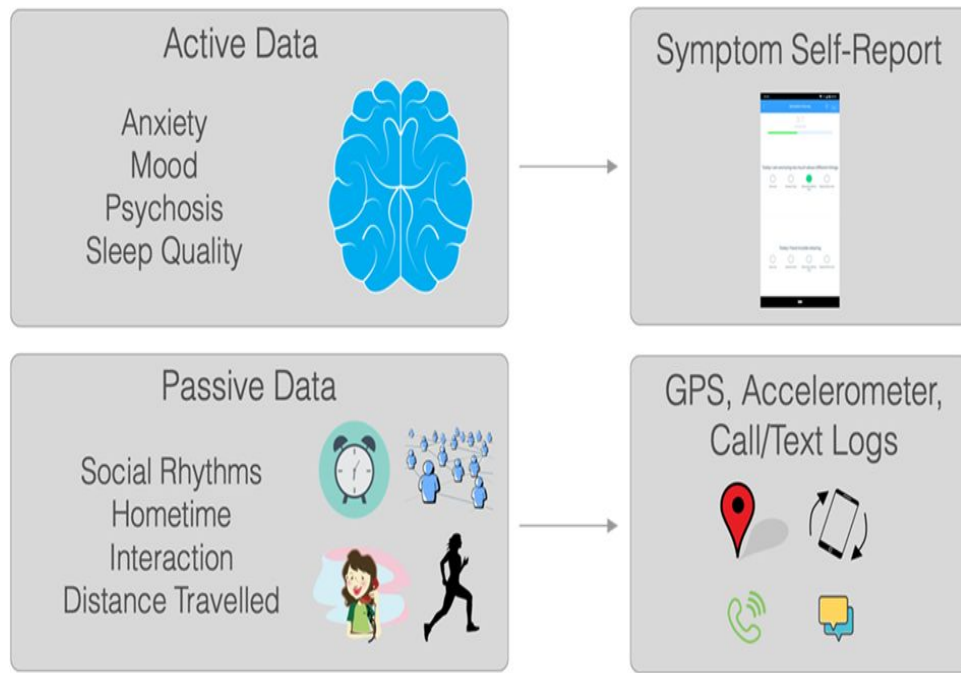 Active Data
Anxiety
Mood
Psychosis
Sleep Quality
Symptom Self-Report
Passive Data
Social Rhythms
Hometime
Interaction
Distance Travelled
GPS, Accelerometer,
Call/Text Logs